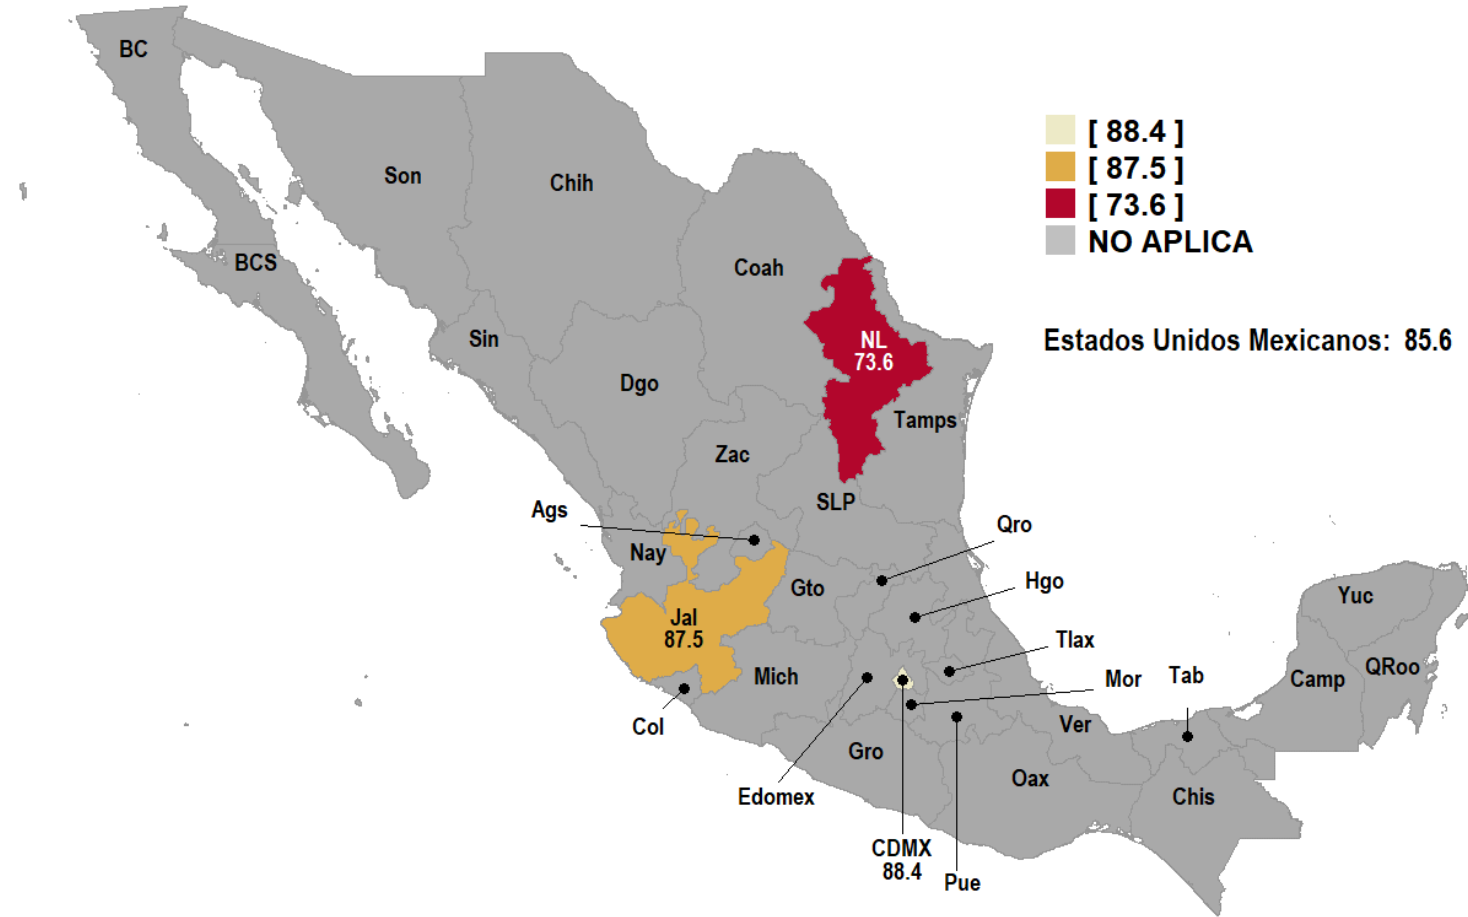 BC
Son
Chih
BCS
Coah
Sin
Dgo
NL
73.6
Tamps
Zac
SLP
Ags
Nay
Gto
Qro
Hgo
Jal
87.5
Tlax
Mich
Mor
Tab
Col
Gro
Edomex
CDMX
88.4
Pue
Ver
Oax
Chis
Camp
Yuc
QRoo
[ 88.4 ]
[ 87.5 ]
[ 73.6 ]
NO APLICA
Estados Unidos Mexicanos: 85.6